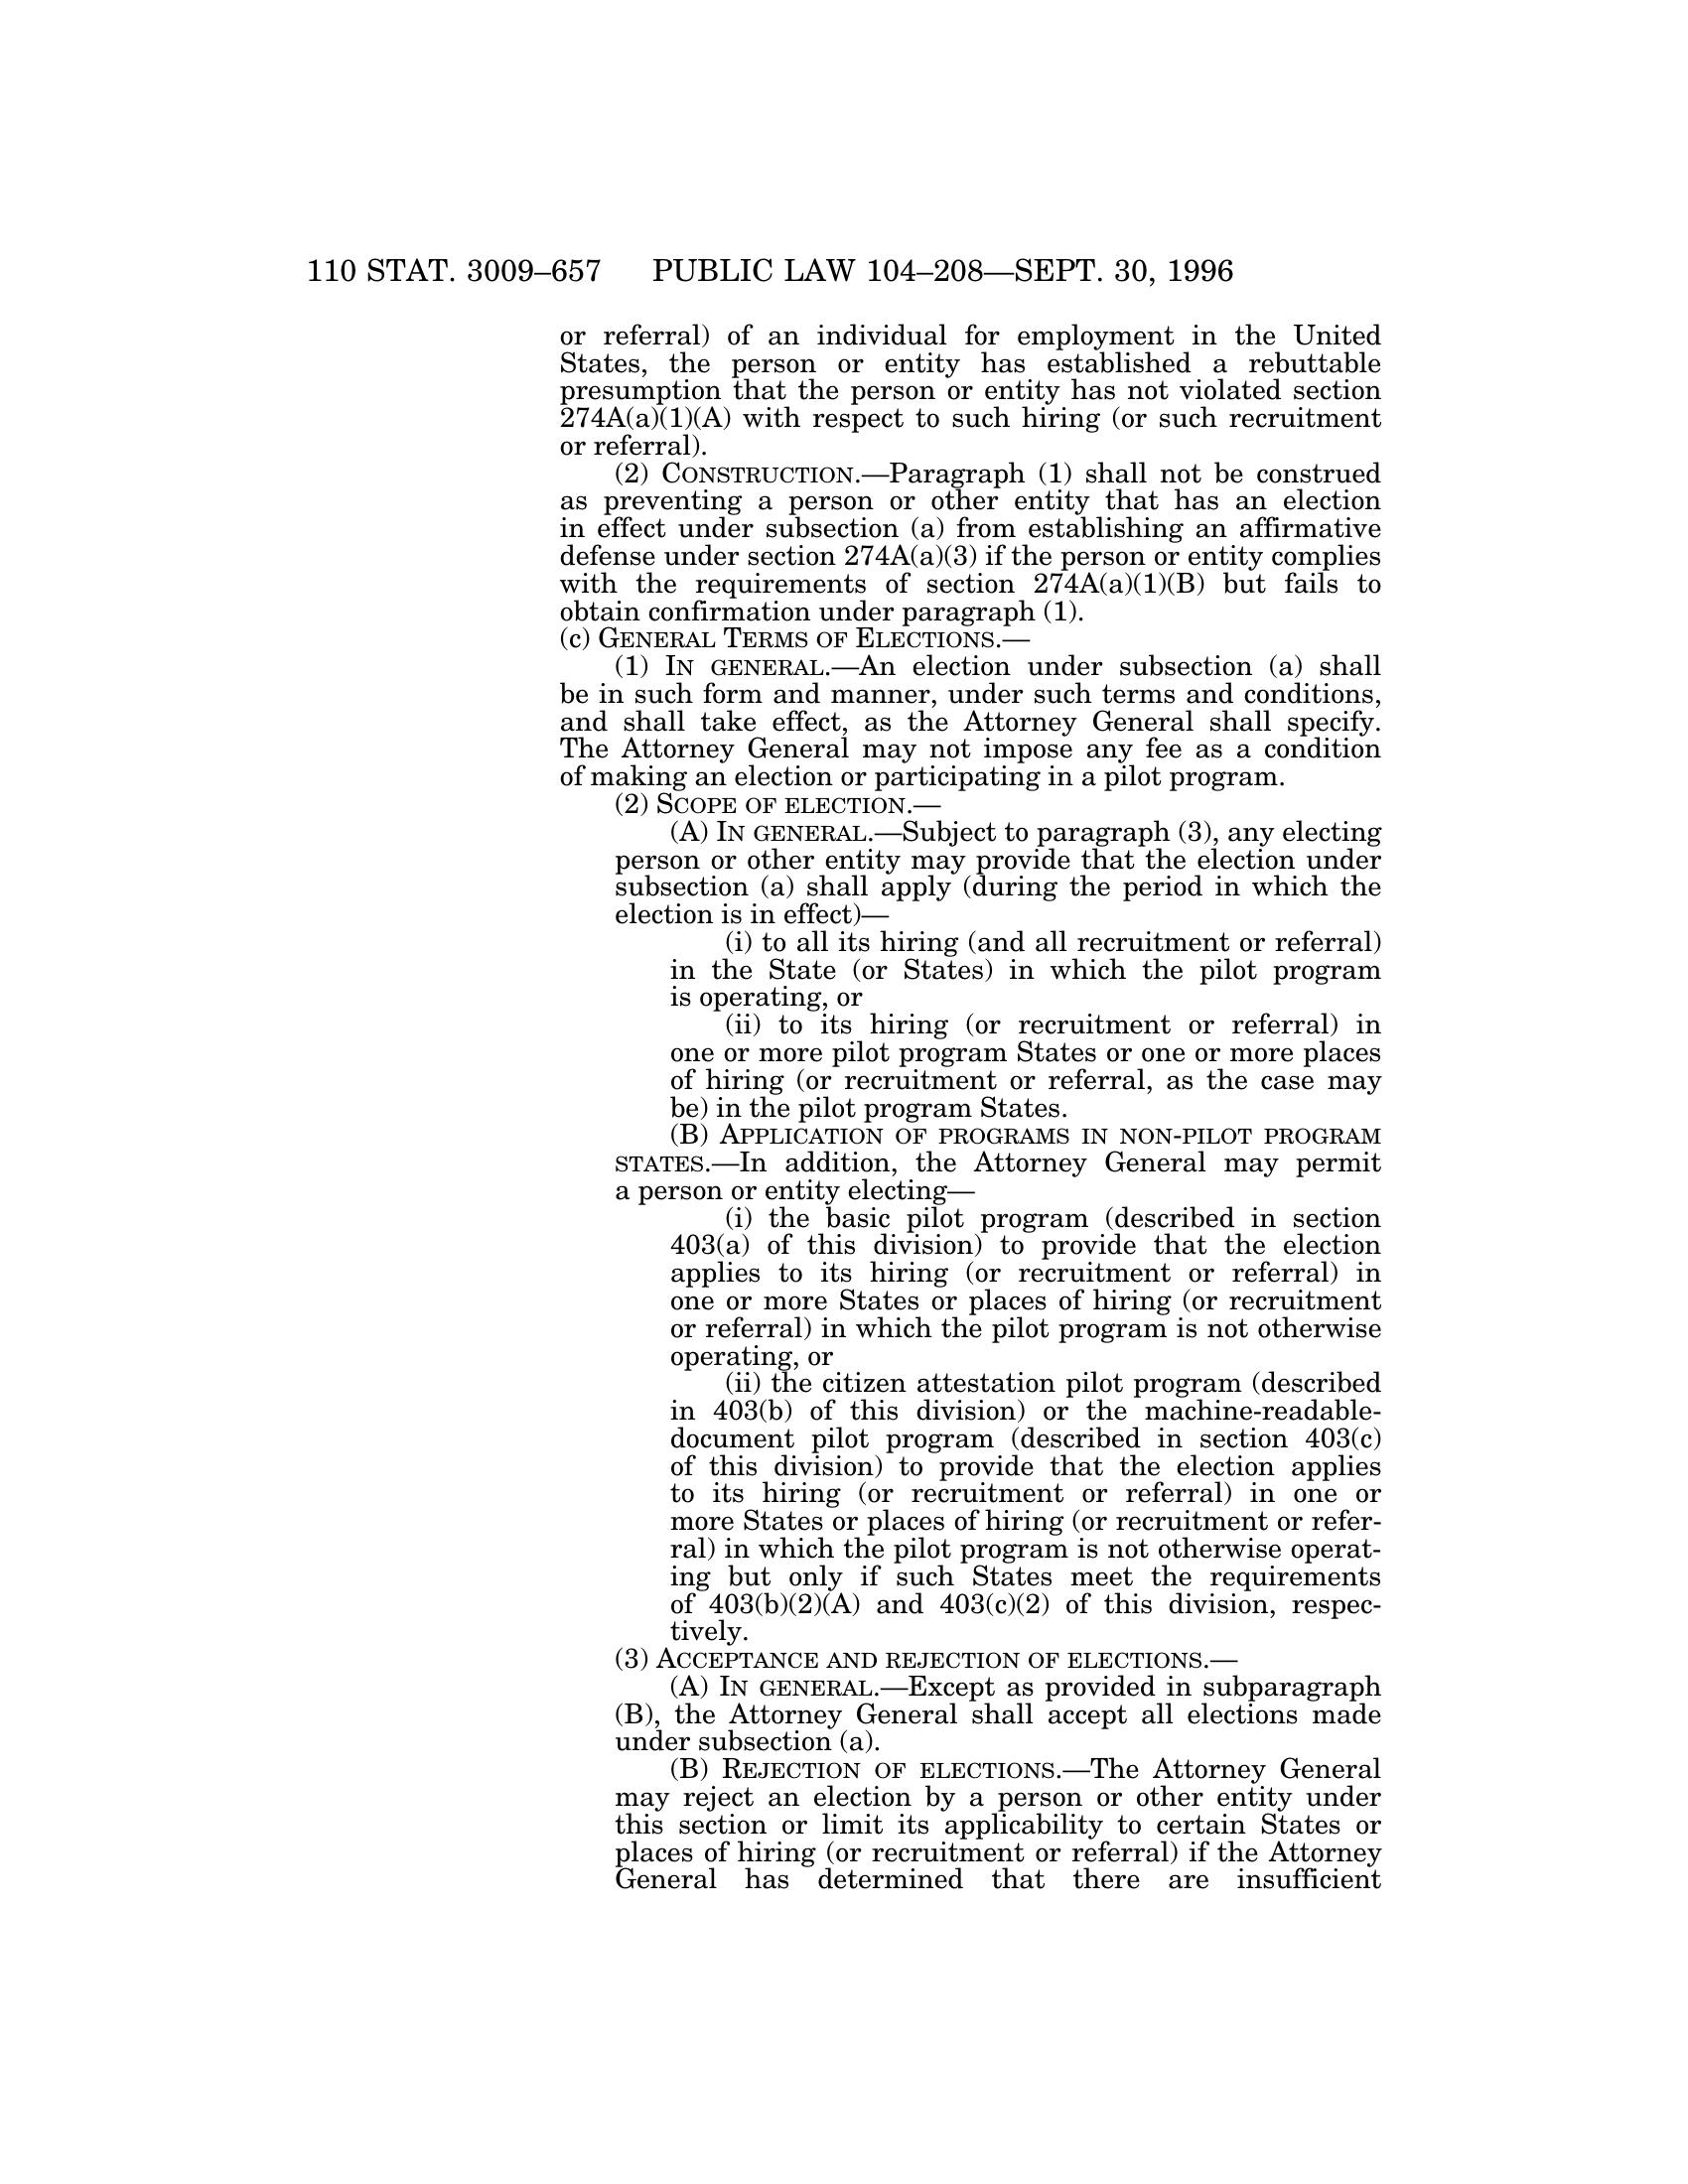 110 STAT. 3009–657 PUBLIC LAW 104–208—SEPT. 30, 1996
or referral) of an individual for employment in the United
States, the person or entity has established a rebuttable
presumption that the person or entity has not violated section
274A(a)(1)(A) with respect to such hiring (or such recruitment
or referral).
(2) CONSTRUCTION.—Paragraph (1) shall not be construed
as preventing a person or other entity that has an election
in effect under subsection (a) from establishing an affirmative
defense under section 274A(a)(3) if the person or entity complies
with the requirements of section 274A(a)(1)(B) but fails to
obtain confirmation under paragraph (1).
(c) GENERAL TERMS OF ELECTIONS.—
(1) IN GENERAL.—An election under subsection (a) shall
be in such form and manner, under such terms and conditions,
and shall take effect, as the Attorney General shall specify.
The Attorney General may not impose any fee as a condition
of making an election or participating in a pilot program.
(2) SCOPE OF ELECTION.—
(A) IN GENERAL.—Subject to paragraph (3), any electing
person or other entity may provide that the election under
subsection (a) shall apply (during the period in which the
election is in effect)—
(i) to all its hiring (and all recruitment or referral)
in the State (or States) in which the pilot program
is operating, or
(ii) to its hiring (or recruitment or referral) in
one or more pilot program States or one or more places
of hiring (or recruitment or referral, as the case may
be) in the pilot program States.
(B) APPLICATION OF PROGRAMS IN NON-PILOT PROGRAM
STATES.—In addition, the Attorney General may permit
a person or entity electing—
(i) the basic pilot program (described in section
403(a) of this division) to provide that the election
applies to its hiring (or recruitment or referral) in
one or more States or places of hiring (or recruitment
or referral) in which the pilot program is not otherwise
operating, or
(ii) the citizen attestation pilot program (described
in 403(b) of this division) or the machine-readable-
document pilot program (described in section 403(c)
of this division) to provide that the election applies
to its hiring (or recruitment or referral) in one or
more States or places of hiring (or recruitment or refer-
ral) in which the pilot program is not otherwise operat-
ing but only if such States meet the requirements
of 403(b)(2)(A) and 403(c)(2) of this division, respec-
tively.
(3) ACCEPTANCE AND REJECTION OF ELECTIONS.—
(A) IN GENERAL.—Except as provided in subparagraph
(B), the Attorney General shall accept all elections made
under subsection (a).
(B) REJECTION OF ELECTIONS.—The Attorney General
may reject an election by a person or other entity under
this section or limit its applicability to certain States or
places of hiring (or recruitment or referral) if the Attorney
General has determined that there are insufficient